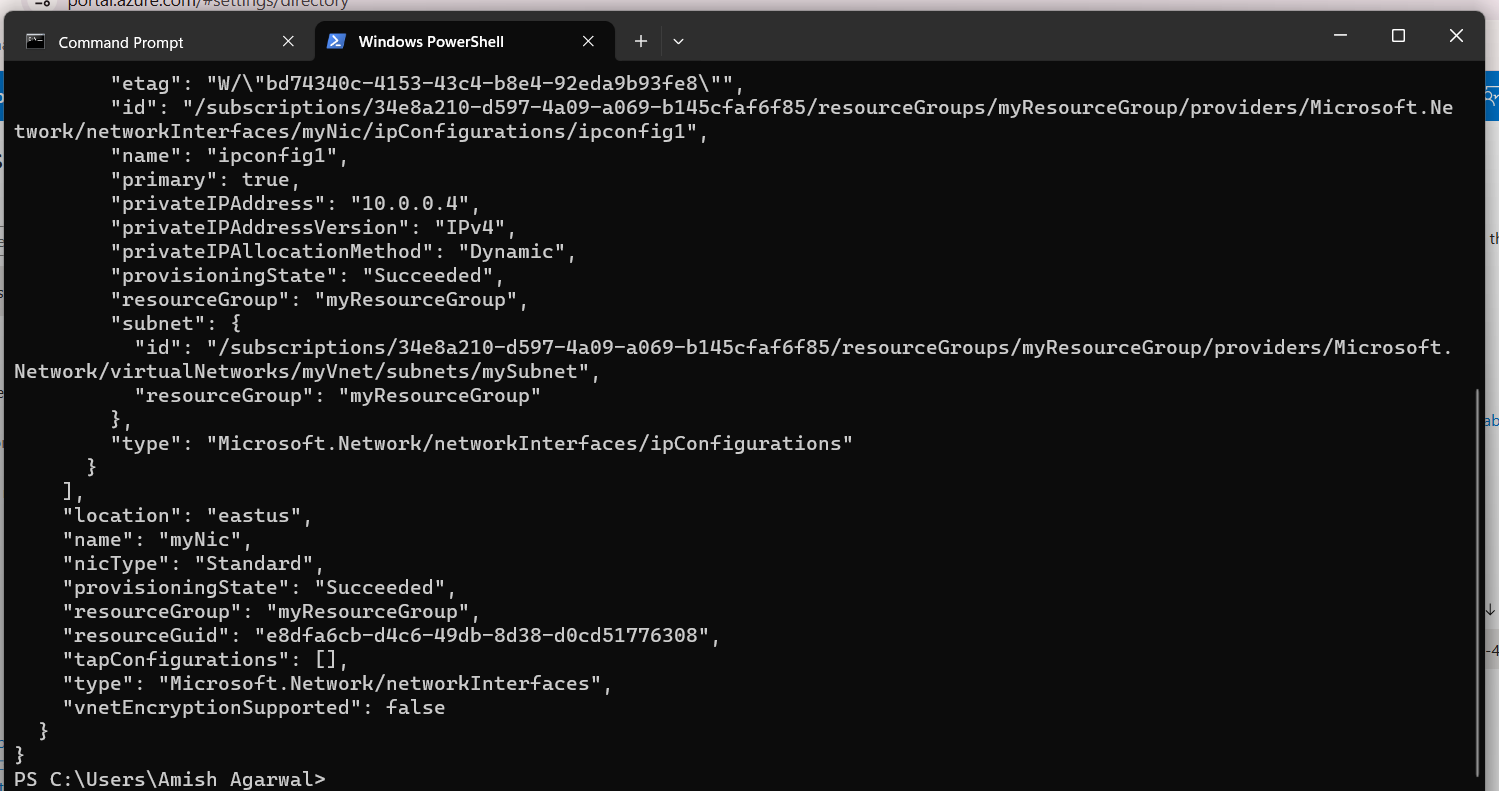 portal.azure.com/#settings/directory
Command Prompt
Windows PowerShell
"etag": "W/\"bd74340c-4153-43c4-b8e4-92eda9b93fe8\"",
"id": "/subscriptions/34e8a210-d597-4a09-a069-b145cfaf6f85/resourceGroups/myResourceGroup/providers/Microsoft.Ne
twork/networkInterfaces/myNic/ipConfigurations/ipconfig1",
"name": "ipconfig1",
"primary": true,
"privateIPAddress": "10.0.0.4",
"privateIPAddressVersion": "IPv4",
"privateIPAllocationMethod": "Dynamic",
"provisioningState": "Succeeded",
"resourceGroup": "myResourceGroup",
"subnet": {
"id": "/subscriptions/34e8a210-d597-4a09-a069-b145cfaf6f85/resourceGroups/myResourceGroup/providers/Microsoft.
Network/virtualNetworks/myVnet/subnets/mySubnet",
"resourceGroup": "myResourceGroup"
},
"type": "Microsoft.Network/networkInterfaces/ipConfigurations"
}
],
"location": "eastus",
"name": "myNic",
"nicType": "Standard",
"provisioningState": "Succeeded",
"resourceGroup": "myResourceGroup",
"resourceGuid": "e8dfa6cb-d4c6-49db-8d38-d0cd51776308",
"tapConfigurations": [],
"type": "Microsoft.Network/networkInterfaces",
"vnetEncryptionSupported": false
}
}
PS C:\Users\Amish Agarwal>